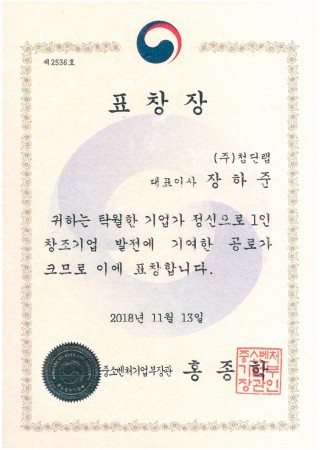 제2536호
표창장
(주)첨단랩
대표이사 장하준
귀하는 탁월한 기업가 정신으로 1인
창조기업 발전에 기여한 공로가
크므로 이에 표창합니다.
2018년 11월 13일
중소벤처기업부장관 홍종학
중소벤처
기업부
장관인